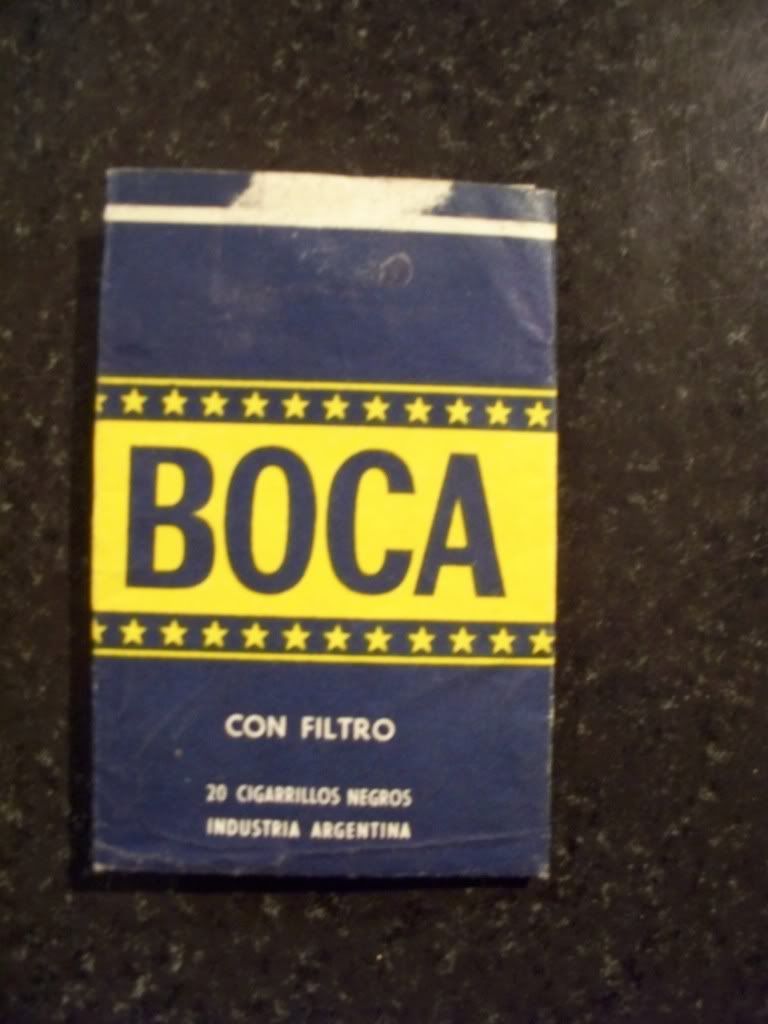 BOCA
CON FILTRO
20 CIGARRILLOS NEGROS
INDUSTRIA ARGENTINA